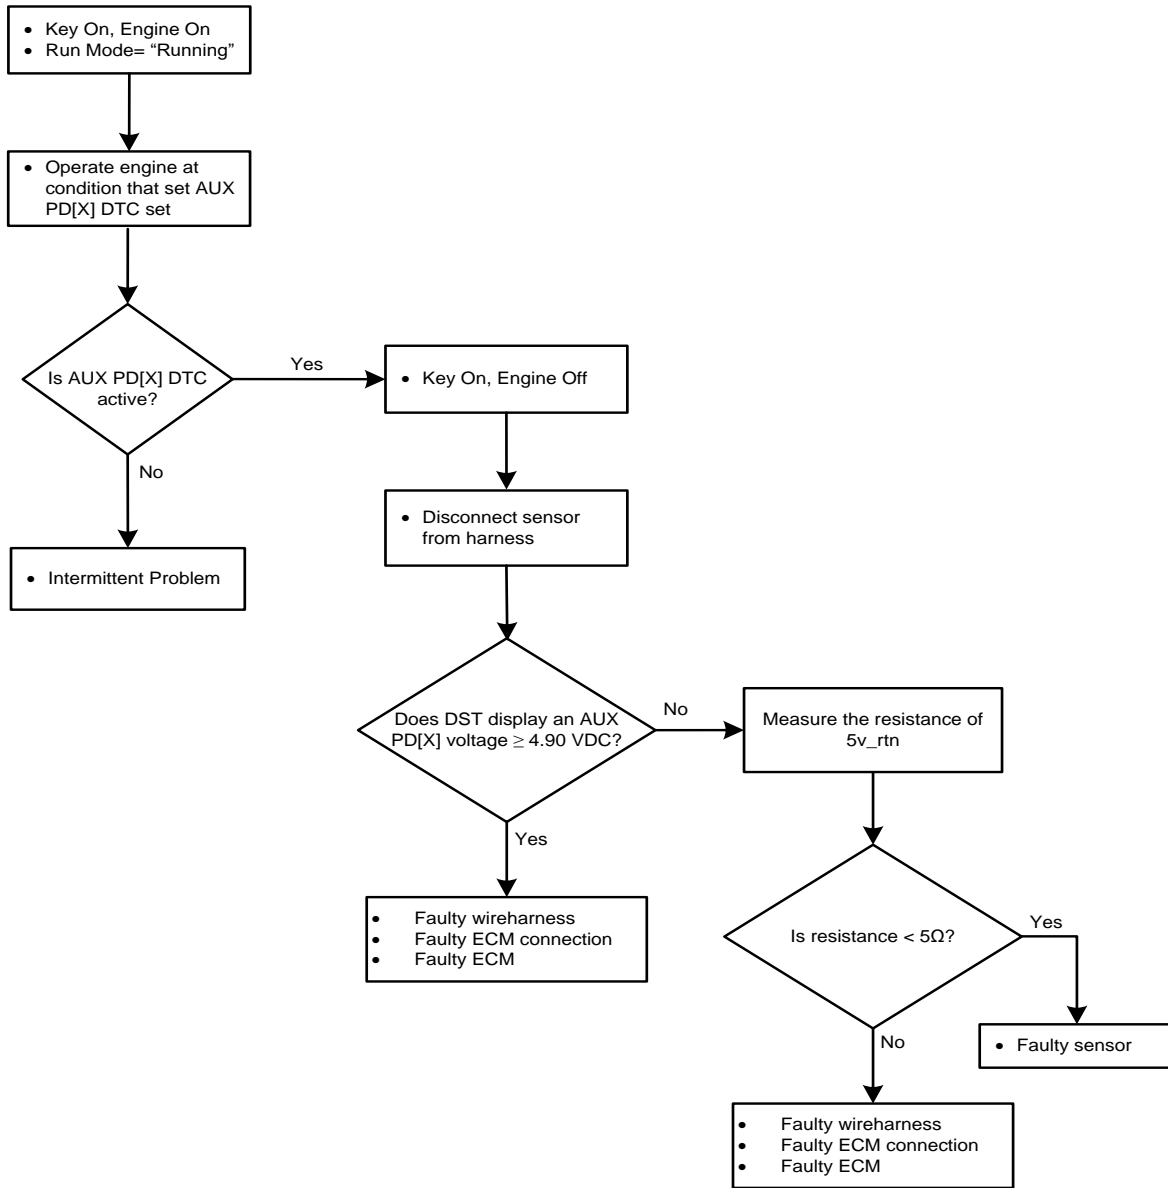 • Key On, Engine On
• Run Mode= “Running”
• Operate engine at
condition that set AUX
PD[X] DTC set
Is AUX PD[X] DTC
active?
Yes
No
• Intermittent Problem
• Key On, Engine Off
• Disconnect sensor
from harness
Does DST display an AUX
PD[X] voltage ≥ 4.90 VDC?
No
Yes
• Faulty wireharness
• Faulty ECM connection
• Faulty ECM
Measure the resistance of
5v_rtn
Is resistance < 5Ω?
Yes
No
• Faulty sensor
• Faulty wireharness
• Faulty ECM connection
• Faulty ECM